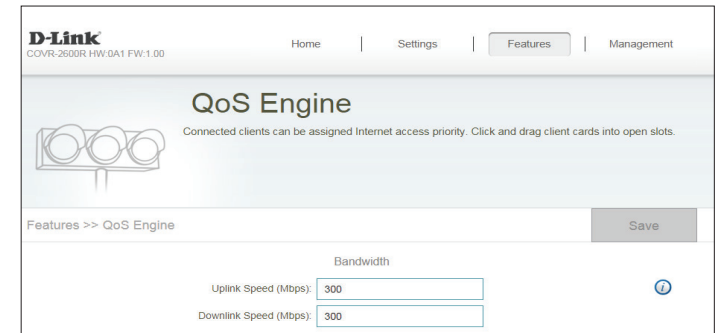 D-Link
COVR-2600R HW:0A1 FW:1.00
Home | Settings | Features | Management
QoS Engine
Connected clients can be assigned Internet access priority. Click and drag client cards into open slots.
Features >> QoS Engine
Save
Bandwidth
Uplink Speed (Mbps): 300
i
Downlink Speed (Mbps): 300